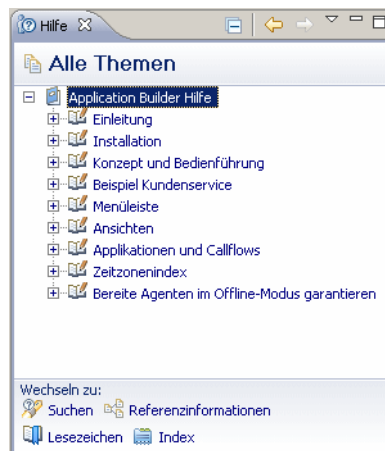 Hilfe
Alle Themen
Application Builder Hilfe
Einleitung
Installation
Konzept und Bedienführung
Beispiel Kundenservice
Menüleiste
Ansichten
Applikationen und Callflows
Zeitzonenindex
Bereite Agenten im Offline-Modus garantieren
Wechseln zu:
Suchen Referenzinformationen
Lesezeichen Index